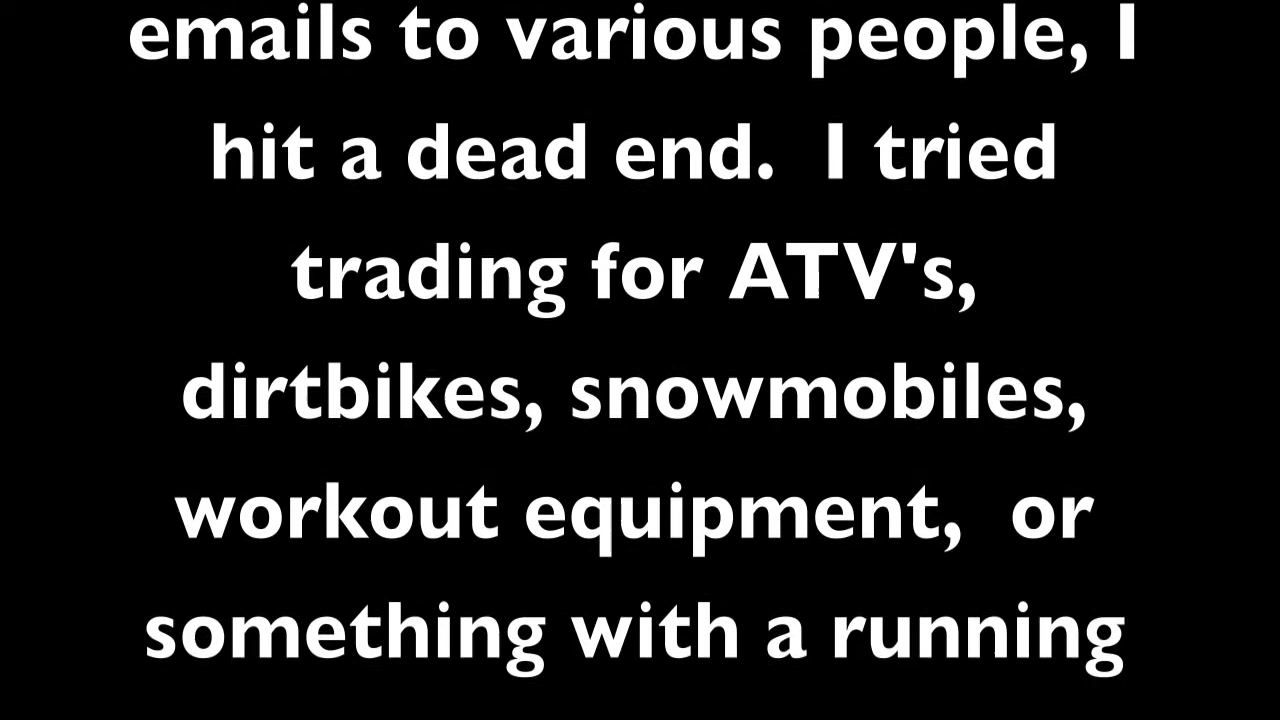 emails to various people, I
hit a dead end.  I tried
trading for ATV's,
dirtbikes, snowmobiles,
workout equipment,  or
something with a running